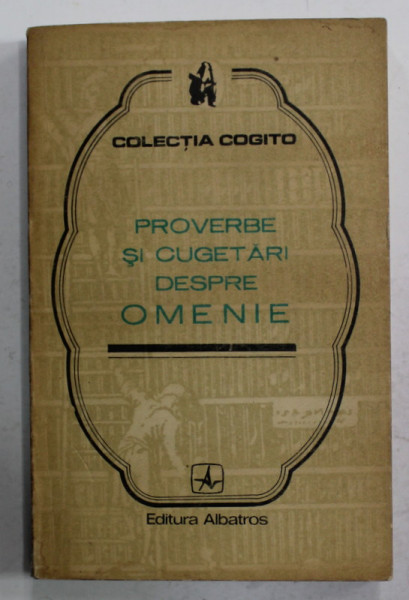 COLECȚIA COGITO
PROVERBE
ȘI CUGETĂRI
DESPRE
OMENIE
Editura Albatros